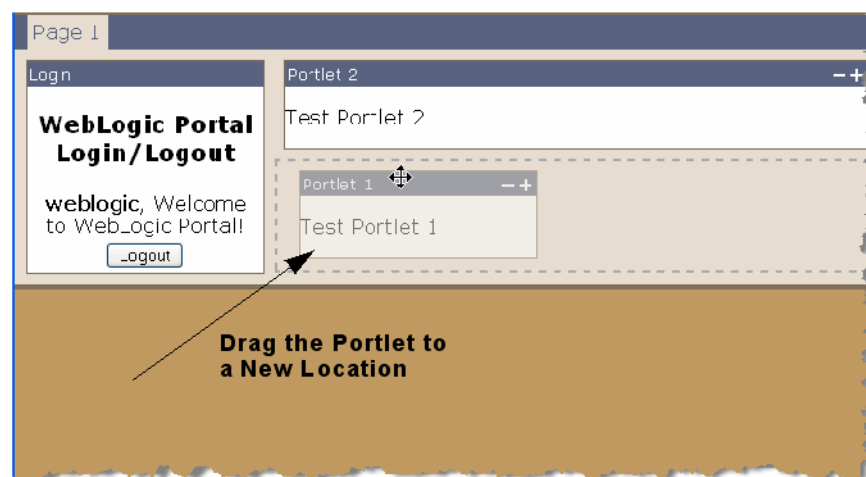 Page 1
Login
WebLogic Portal
Login/Logout
weblogic, Welcome
to WebLogic Portal!
Logout
Portlet 2
Test Portlet 2
Portlet 1
Test Portlet 1
Drag the Portlet to
a New Location